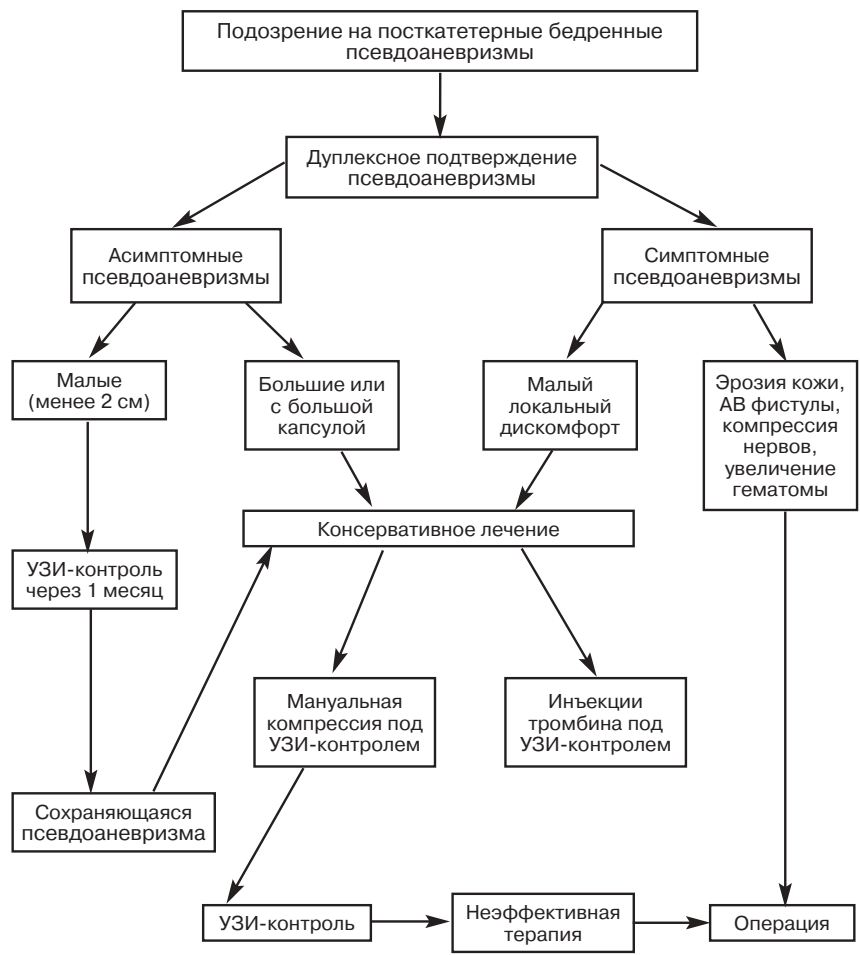 Подозрение на посткатетерные бедренные
псевдоаневризмы
Дуплексное подтверждение
псевдоаневризмы
Асимптомные
псевдоаневризмы
Симптомные
псевдоаневризмы
Малые
(менее 2 см)
Большие или
с большой
капсулой
Малый
локальный
дискомфорт
Эрозия кожи,
АВ фистулы,
компрессия
нервов,
увеличение
гематомы
Консервативное лечение
УЗИ-контроль
через 1 месяц
Мануальная
компрессия под
УЗИ-контролем
Инъекции
тромбина под
УЗИ-контролем
Сохраняющаяся
псевдоаневризма
УЗИ-контроль
Неэффективная
терапия
Операция